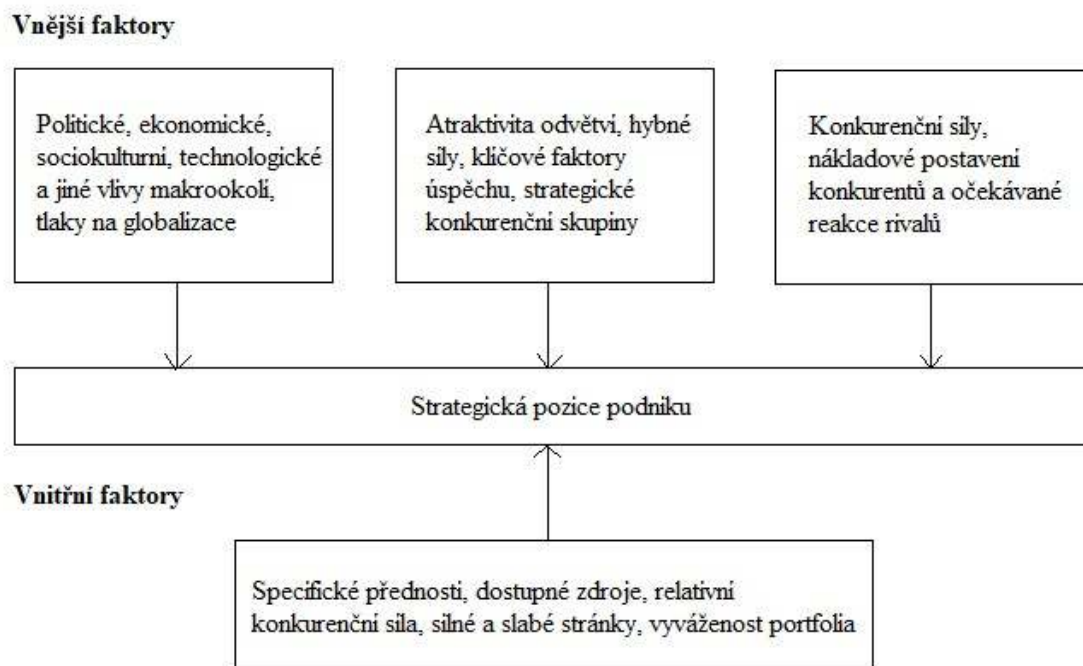 Vnější faktory
Politické, ekonomické,
sociokulturní, technologické
a jiné vlivy makrookolí,
tlaky na globalizace
Atraktivita odvětví, hybné
síly, klíčové faktory
úspěchu, strategické
konkurenční skupiny
Konkurenční síly,
nákladové postavení
konkurentů a očekávané
reakce rivalů
Strategická pozice podniku
Vnitřní faktory
Specifické přednosti, dostupné zdroje, relativní
konkurenční síla, silné a slabé stránky, vyváženost portfolia